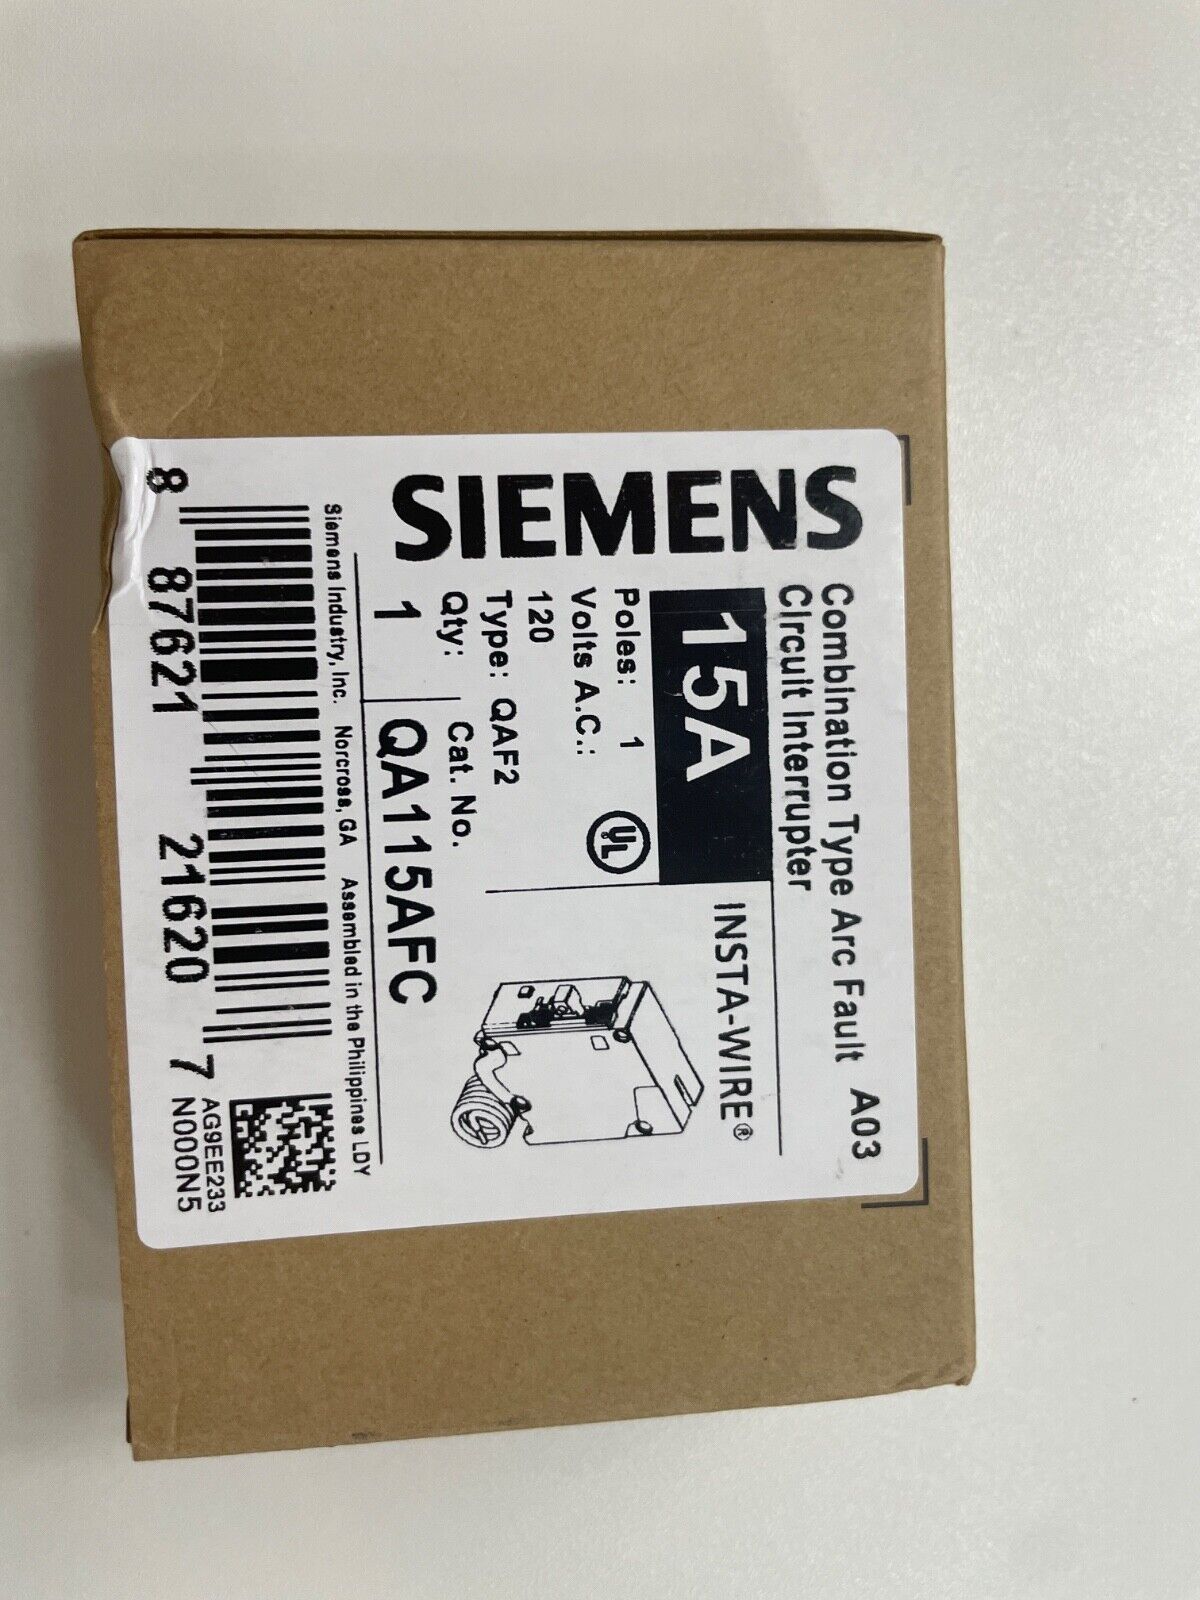 SIEMENS
Combination Type Arc Fault A03
Circuit Interrupter
15A
INSTA-WIRE®
Poles: 1
UL
Volts A.C.:
120
Type: QAF2
Qty: Cat. No.
1 QA115AFC
Siemens Industry, Inc. Norcross, GA Assembled in the Philippines LDY
8 87621 21620 7
AG9EE233
N000N5